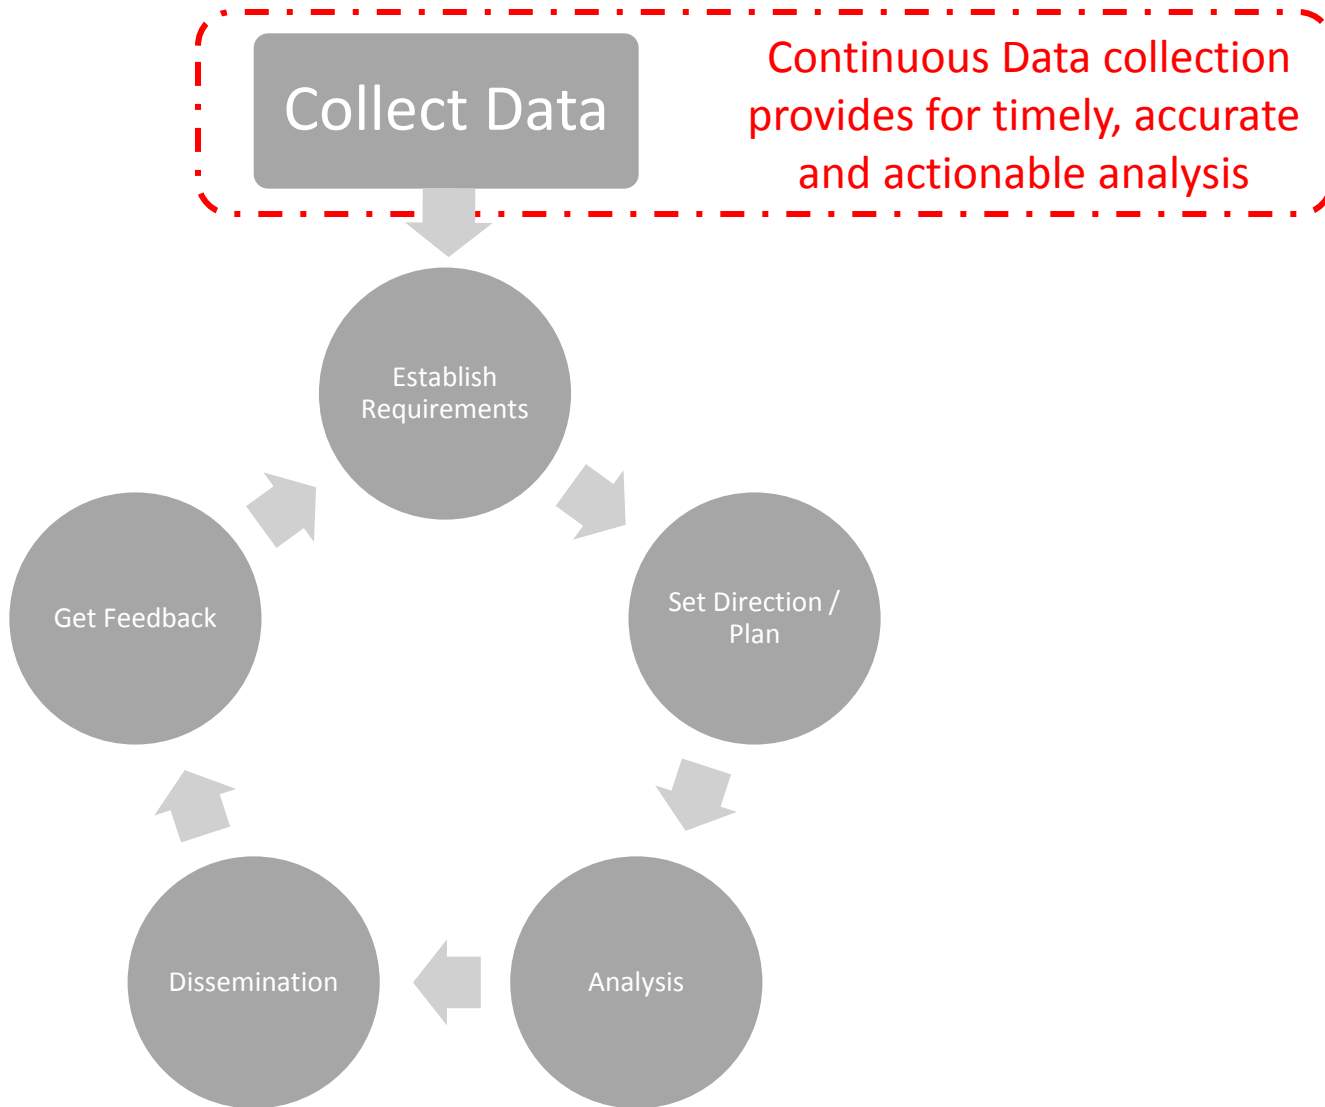 Collect Data
Continuous Data collection
provides for timely, accurate
and actionable analysis
Establish
Requirements
Set Direction /
Plan
Analysis
Dissemination
Get Feedback